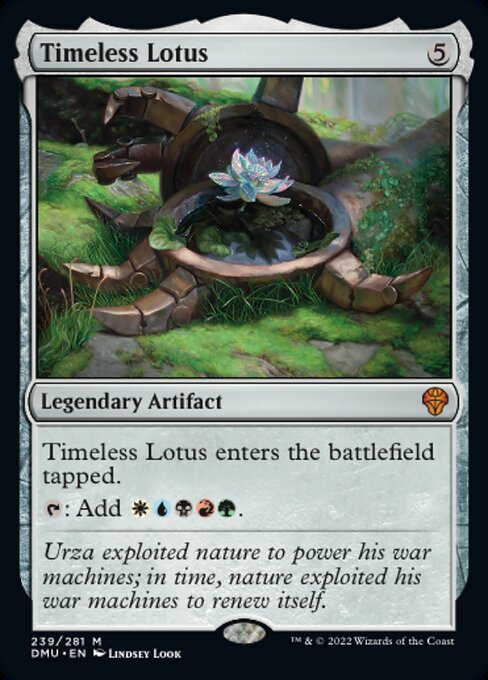 Timeless Lotus 5
Legendary Artifact
Timeless Lotus enters the battlefield
tapped.
: Add .
Urza exploited nature to power his war
machines; in time, nature exploited his
war machines to renew itself.
239/281 M
DMU • EN Lindsey Look
™ & © 2022 Wizards of the Coast